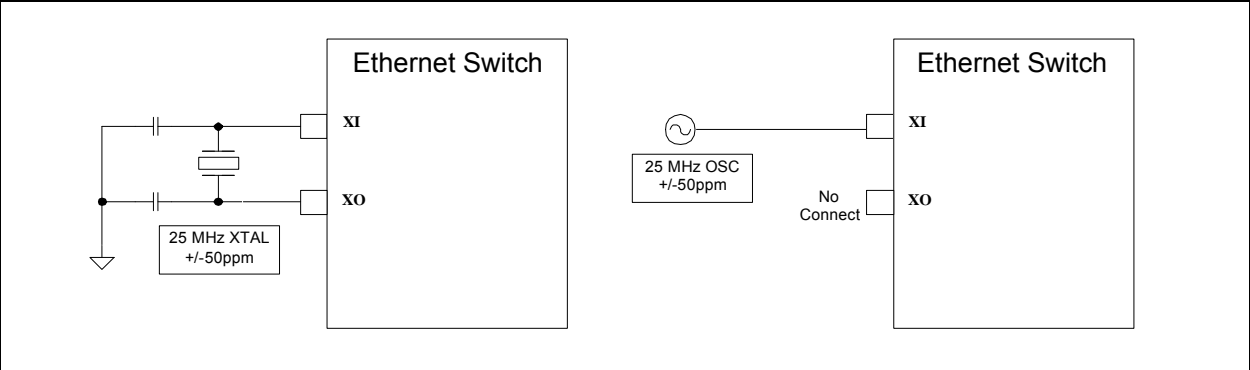 Ethernet Switch
XI
XO
25 MHz XTAL
+/-50ppm
Ethernet Switch
XI
25 MHz OSC
+/-50ppm
No
Connect
XO